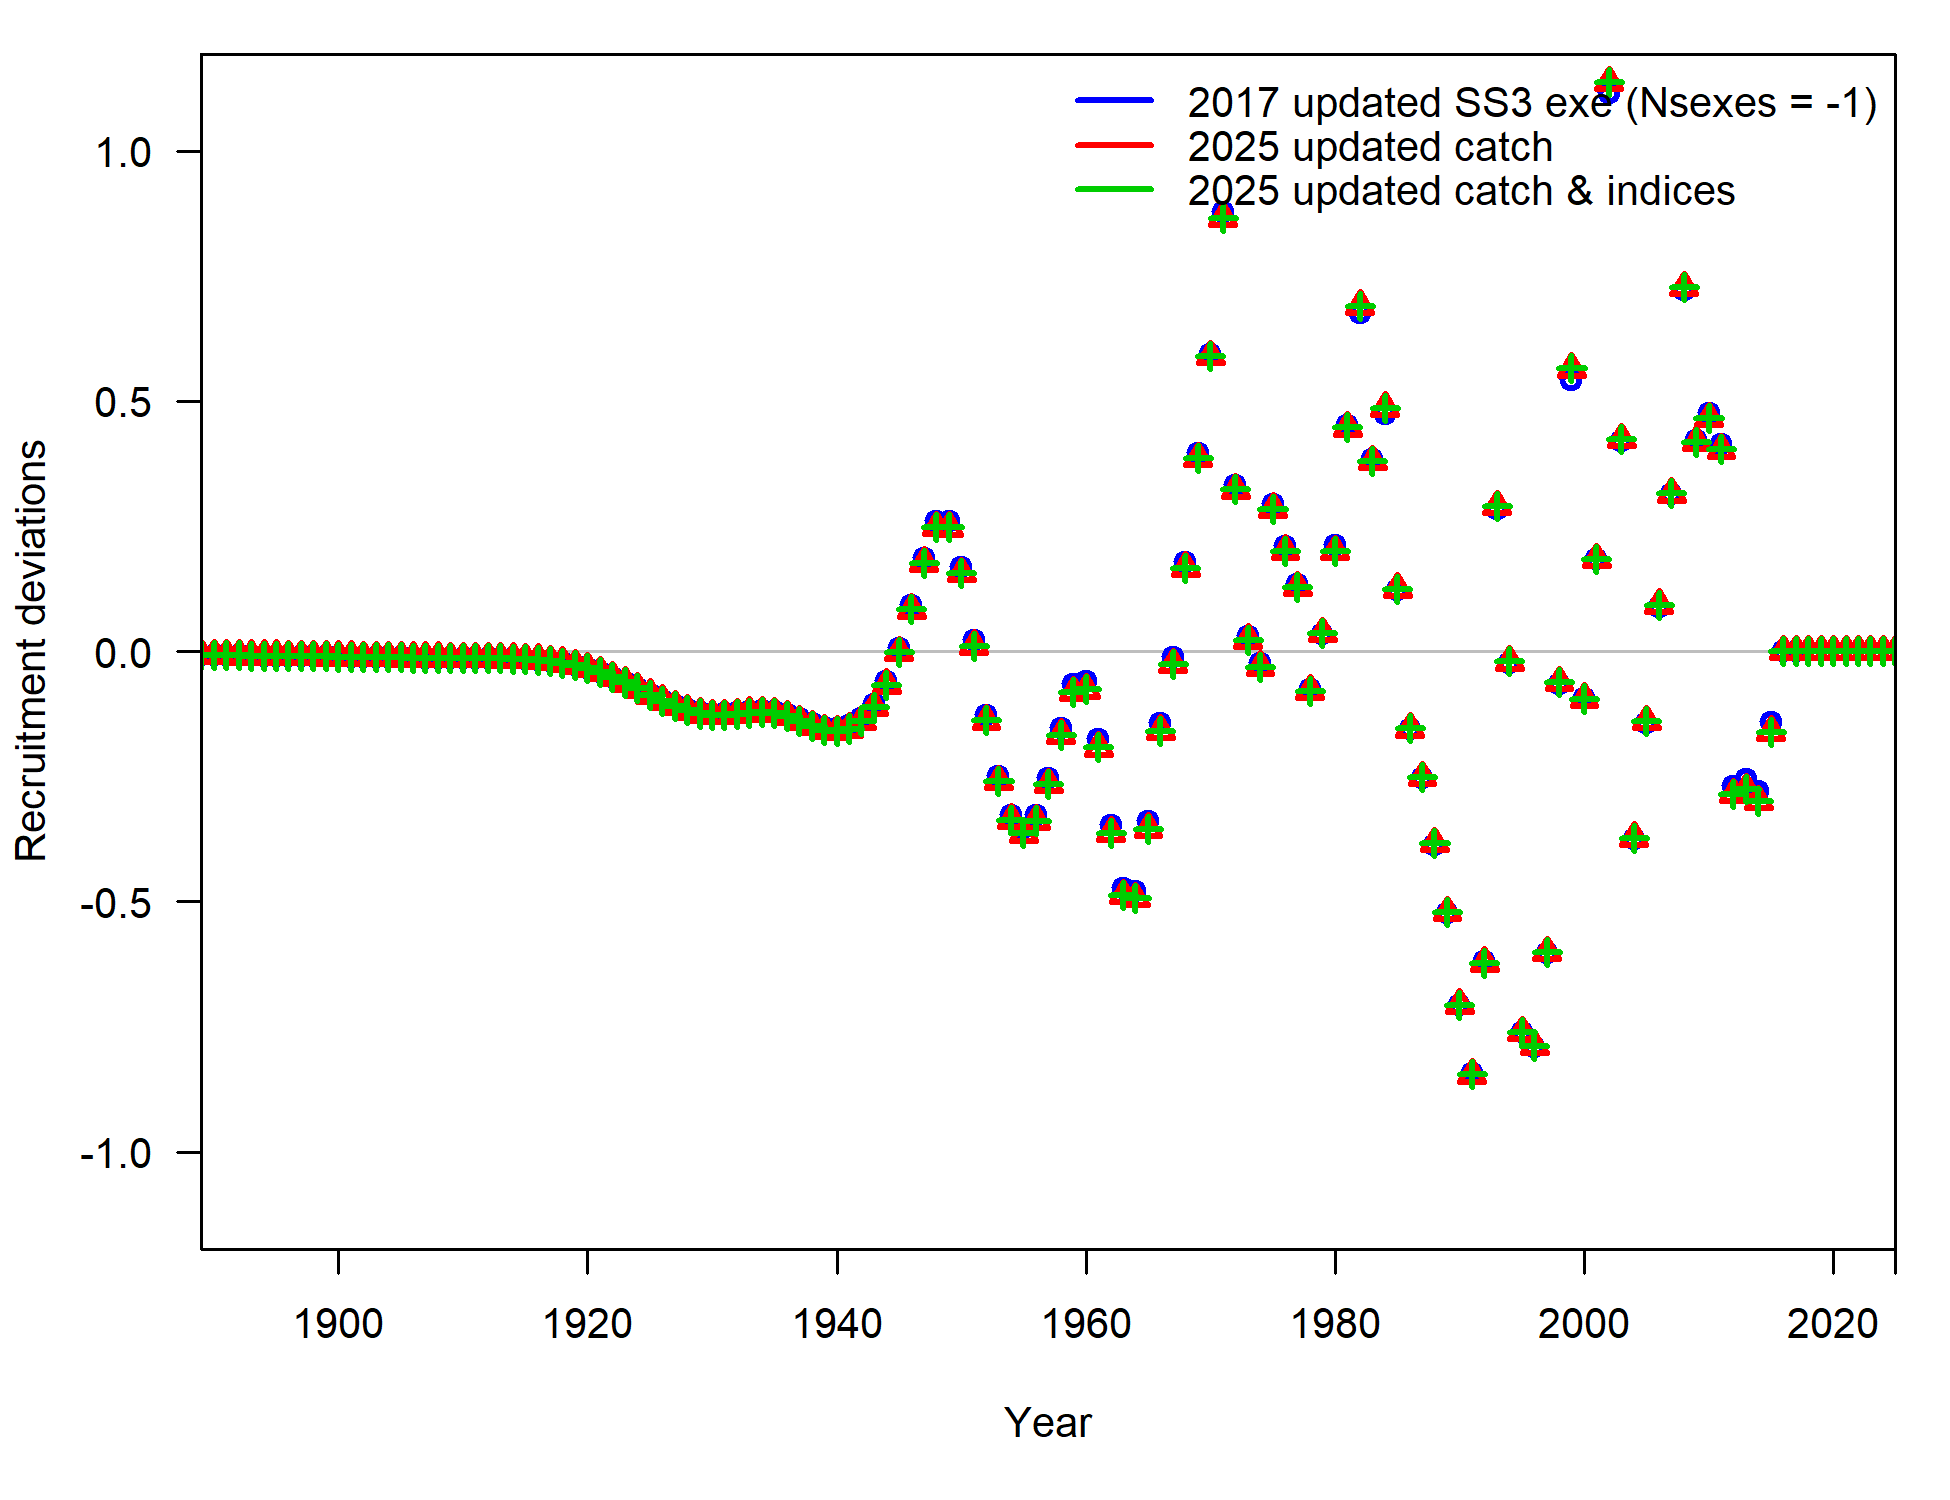 2017 updated SS3 exe (Nsexes = -1)
2025 updated catch
2025 updated catch & indices
1.0
0.5
0.0
-0.5
-1.0
Recruitment deviations
1900 1920 1940 1960 1980 2000 2020
Year